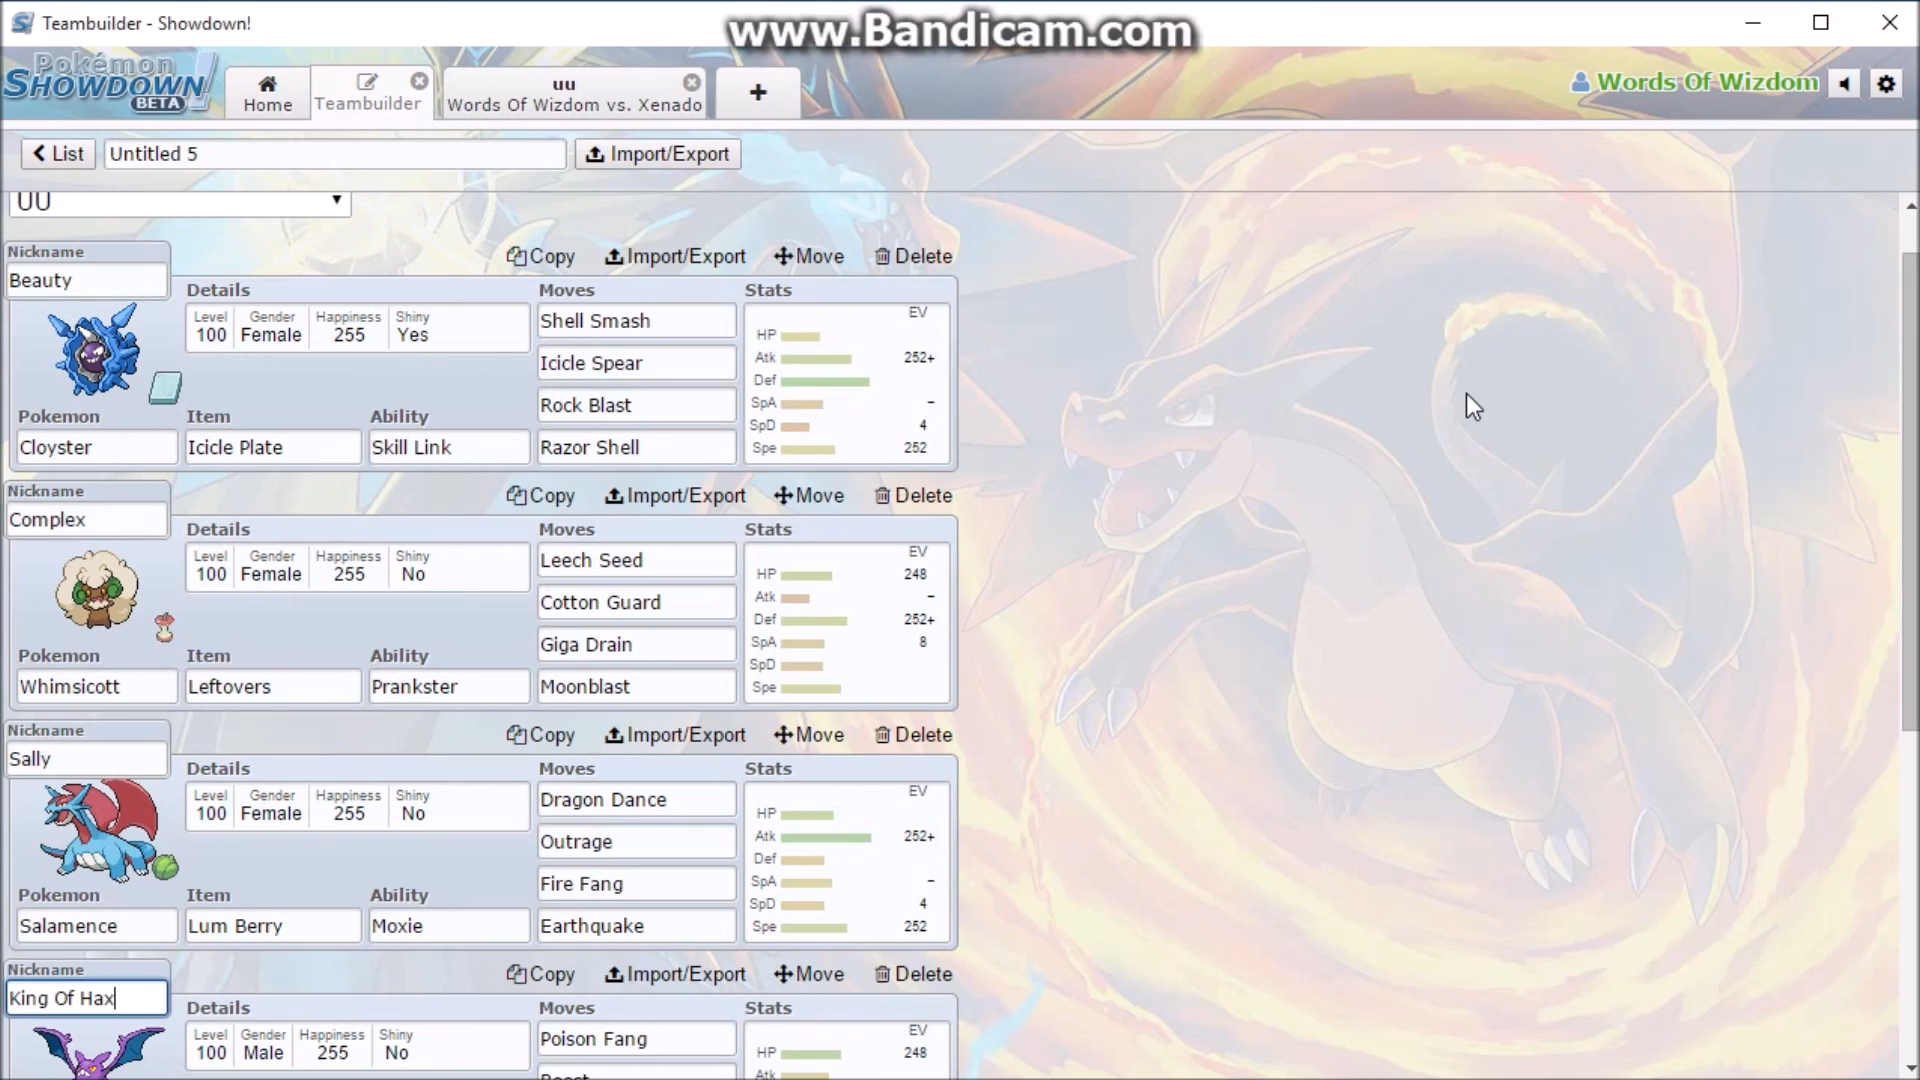 Teambuilder - Showdown!
www.Bandicam.com
Pokémon
SHOWDOWN!
BETA
Home
Teambuilder
uu
Words Of Wizdom vs. Xenado
+
Words Of Wizdom
List
Untitled 5
Import/Export
UU
Nickname
Beauty
Copy Import/Export Move Delete
Details
Moves
Stats
Level Gender Happiness Shiny
100 Female 255 Yes
Pokemon Item Ability
Cloyster Icicle Plate Skill Link
Shell Smash
Icicle Spear
Rock Blast
Razor Shell
EV
HP
Atk 252+
Def
SpA -
SpD 4
Spe 252
Nickname
Complex
Copy Import/Export Move Delete
Details
Moves
Stats
Level Gender Happiness Shiny
100 Female 255 No
Pokemon Item Ability
Whimsicott Leftovers Prankster
Leech Seed
Cotton Guard
Giga Drain
Moonblast
EV
HP 248
Atk -
Def 252+
SpA 8
SpD
Spe
Nickname
Sally
Copy Import/Export Move Delete
Details
Moves
Stats
Level Gender Happiness Shiny
100 Female 255 No
Pokemon Item Ability
Salamence Lum Berry Moxie
Dragon Dance
Outrage
Fire Fang
Earthquake
EV
HP
Atk 252+
Def
SpA -
SpD 4
Spe 252
Nickname
King Of Hax
Copy Import/Export Move Delete
Details
Moves
Stats
Level Gender Happiness Shiny
100 Male 255 No
Poison Fang
Roost
EV
HP 248
Atk